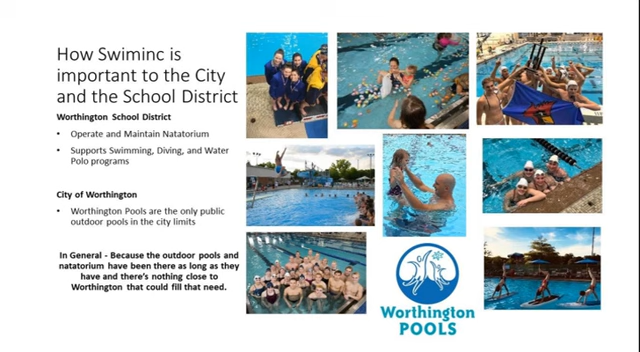 How Swiminc is
important to the City
and the School District
Worthington School District
• Operate and Maintain Natatorium
• Supports Swimming, Diving, and Water
Polo programs
City of Worthington
• Worthington Pools are the only public
outdoor pools in the city limits
In General - Because the outdoor pools and
natatorium have been there as long as they
have and there's nothing close to
Worthington that could fill that need.
Worthington
POOLS